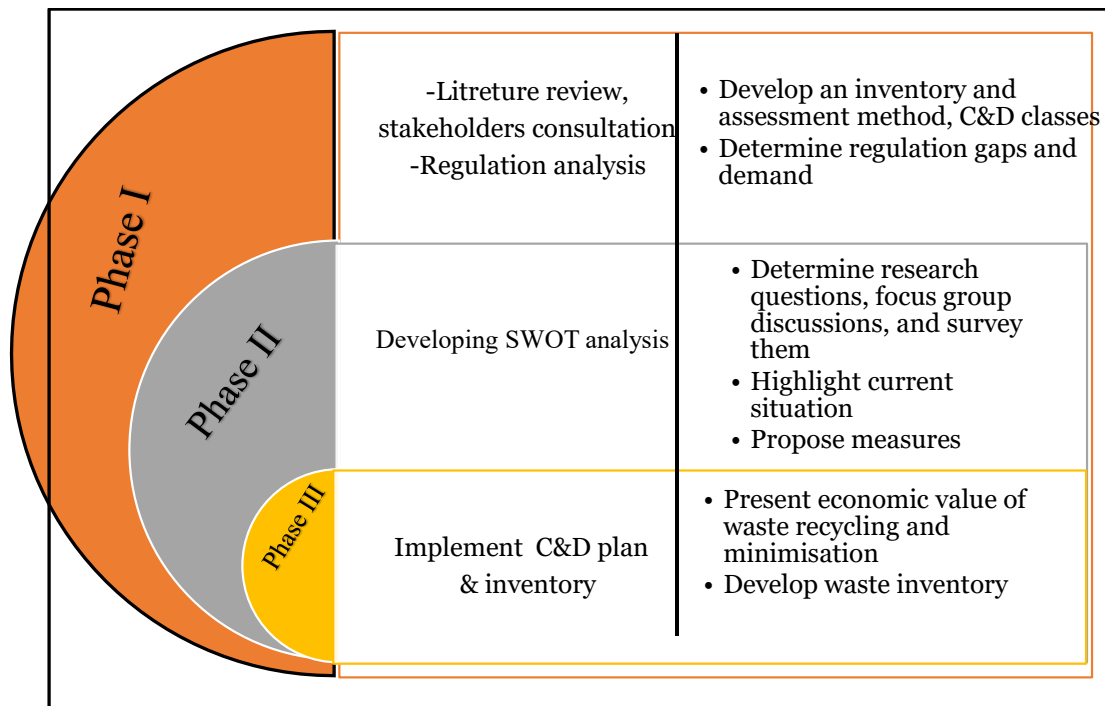 Phase I
-Litreture review,
stakeholders consultation
-Regulation analysis
• Develop an inventory and
assessment method, C&D classes
• Determine regulation gaps and
demand
Phase II
Developing SWOT analysis
• Determine research
questions, focus group
discussions, and survey
them
• Highlight current
situation
• Propose measures
Phase III
Implement C&D plan
& inventory
• Present economic value of
waste recycling and
minimisation
• Develop waste inventory